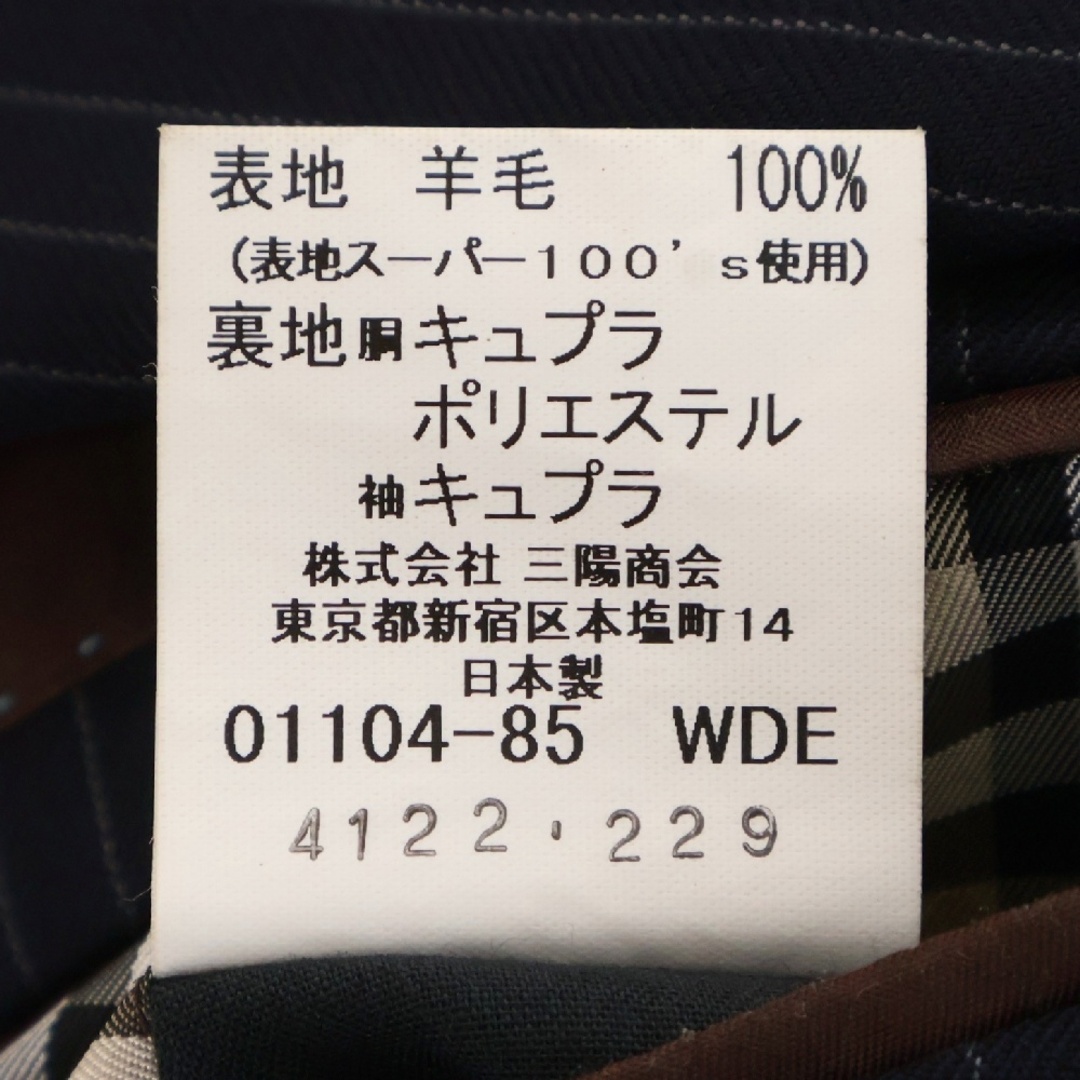 表地　羊毛　　　100%
(表地スーパー１００’ｓ使用)
裏地胴キュプラ
ポリエステル
袖キュプラ
株式会社 三陽商会
東京都新宿区本塩町14
日本製
01104-85　WDE
4122・229